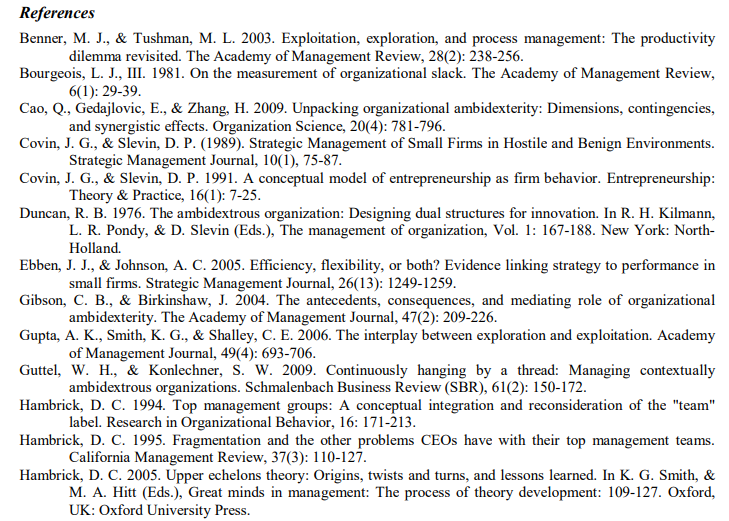 References
Benner, M. J., & Tushman, M. L. 2003. Exploitation, exploration, and process management: The productivity
dilemma revisited. The Academy of Management Review, 28(2): 238-256.
Bourgeois, L. J., III. 1981. On the measurement of organizational slack. The Academy of Management Review,
6(1): 29-39.
Cao, Q., Gedajlovic, E., & Zhang, H. 2009. Unpacking organizational ambidexterity: Dimensions, contingencies,
and synergistic effects. Organization Science, 20(4): 781-796.
Covin, J. G., & Slevin, D. P. (1989). Strategic Management of Small Firms in Hostile and Benign Environments.
Strategic Management Journal, 10(1), 75-87.
Covin, J. G., & Slevin, D. P. 1991. A conceptual model of entrepreneurship as firm behavior. Entrepreneurship:
Theory & Practice, 16(1): 7-25.
Duncan, R. B. 1976. The ambidextrous organization: Designing dual structures for innovation. In R. H. Kilmann,
L. R. Pondy, & D. Slevin (Eds.), The management of organization, Vol. 1: 167-188. New York: North-
Holland.
Ebben, J. J., & Johnson, A. C. 2005. Efficiency, flexibility, or both? Evidence linking strategy to performance in
small firms. Strategic Management Journal, 26(13): 1249-1259.
Gibson, C. B., & Birkinshaw, J. 2004. The antecedents, consequences, and mediating role of organizational
ambidexterity. The Academy of Management Journal, 47(2): 209-226.
Gupta, A. K., Smith, K. G., & Shalley, C. E. 2006. The interplay between exploration and exploitation. Academy
of Management Journal, 49(4): 693-706.
Guttel, W. H., & Konlechner, S. W. 2009. Continuously hanging by a thread: Managing contextually
ambidextrous organizations. Schmalenbach Business Review (SBR), 61(2): 150-172.
Hambrick, D. C. 1994. Top management groups: A conceptual integration and reconsideration of the "team"
label. Research in Organizational Behavior, 16: 171-213.
Hambrick, D. C. 1995. Fragmentation and the other problems CEOs have with their top management teams.
California Management Review, 37(3): 110-127.
Hambrick, D. C. 2005. Upper echelons theory: Origins, twists and turns, and lessons learned. In K. G. Smith, &
M. A. Hitt (Eds.), Great minds in management: The process of theory development: 109-127. Oxford,
UK: Oxford University Press.